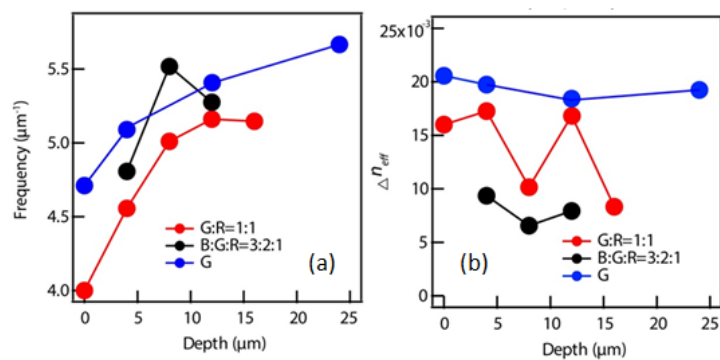 5.5
5.0
4.5
4.0
Frequency (µm⁻¹)
G:R=1:1
B:G:R=3:2:1
G
(a)
0 5 10 15 20 25
Depth (µm)
25x10⁻³
20
15
10
5
0
△ n eff
G:R=1:1
B:G:R=3:2:1
G
(b)
0 5 10 15 20 25
Depth (µm)